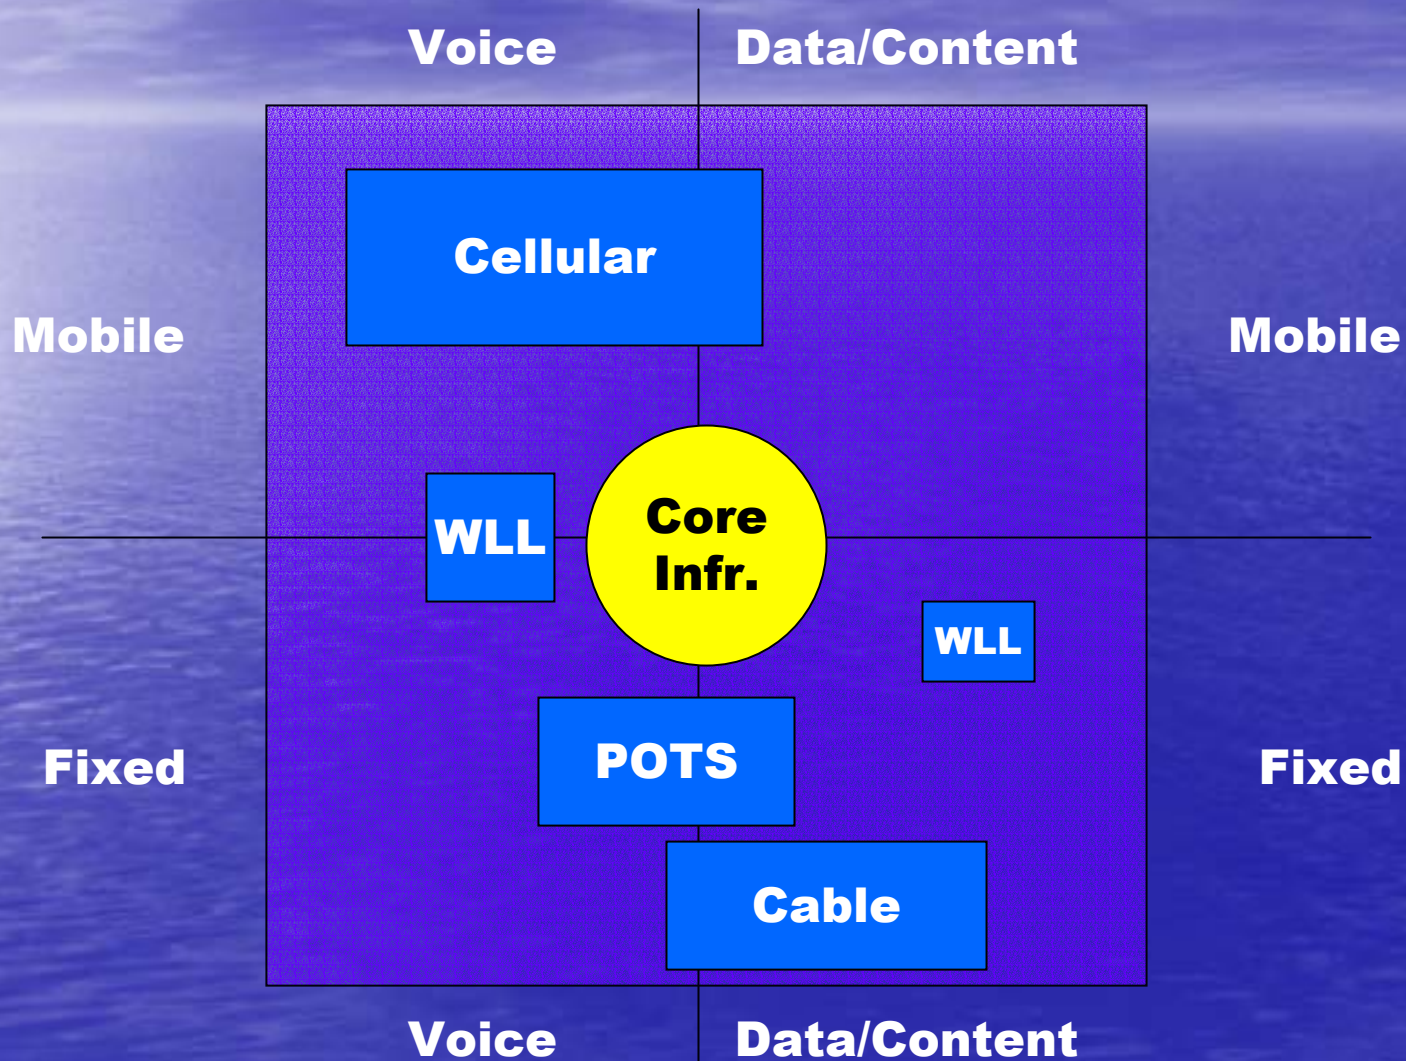 Voice
Data/Content
Cellular
Mobile
Mobile
Core
Infr.
WLL
WLL
POTS
Fixed
Fixed
Cable
Voice
Data/Content